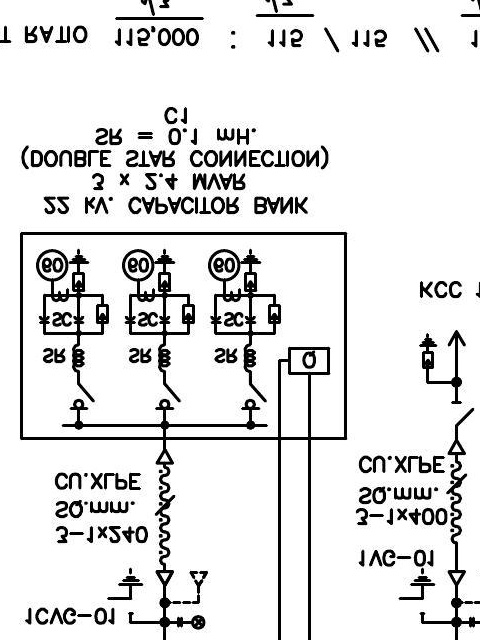 1CVG-01
1VG-01
3-1x240
SQ.mm.
CU.XLPE
3-1x400
SQ.mm.
CU.XLPE
SR SR SR Q
SC SC SC
60 60 60
KCC 1
22 kV. CAPACITOR BANK
3 x 2.4 MVAR
(DOUBLE STAR CONNECTION)
SR = 0.1 mH.
C1
T RATIO 115,000 : 115 / 115 //